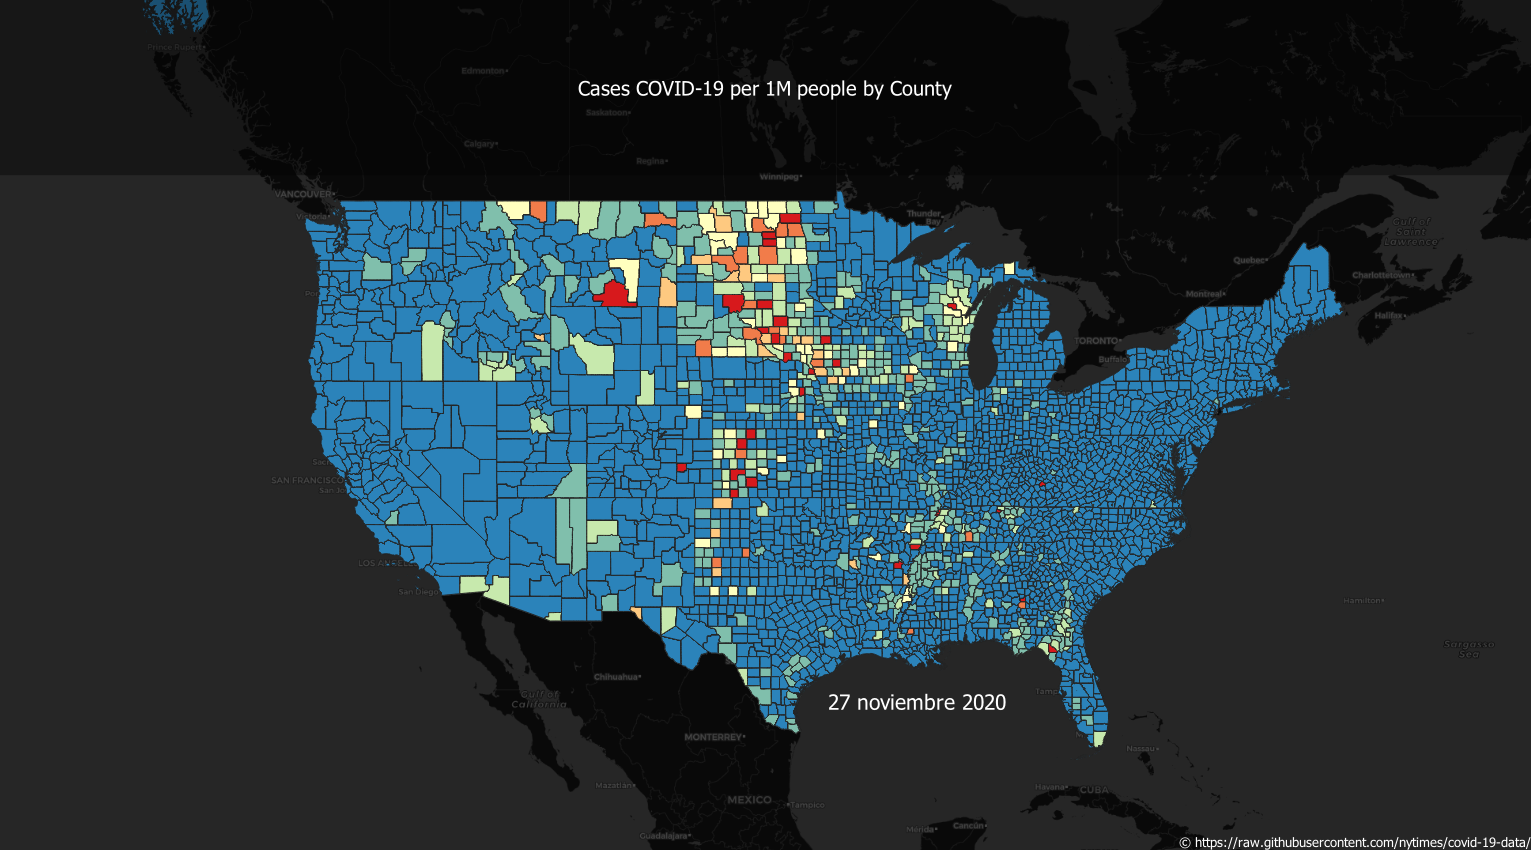 Prince Rupert
Edmonton
Cases COVID-19 per 1M people by County
Saskatoon
Calgary
Regina
Winnipeg
VANCOUVER
Victoria
Thunder
Bay
Gulf of
Saint
Lawrence
Quebec
Charlottetown
Montreal
Halifax
TORONTO
Buffalo
SAN FRANCISCO
San Jo
LOS ANGELES
San Diego
Hamilton
Sargasso
Sea
Chihuahua
Gulf of
California
27 noviembre 2020
Tamp
MONTERREY
Nassau
Mazatlan
Havana
CUBA
MEXICO
Tampico
Guadalajara
Mérida
Cancún
© https://raw.githubusercontent.com/nytimes/covid-19-data/